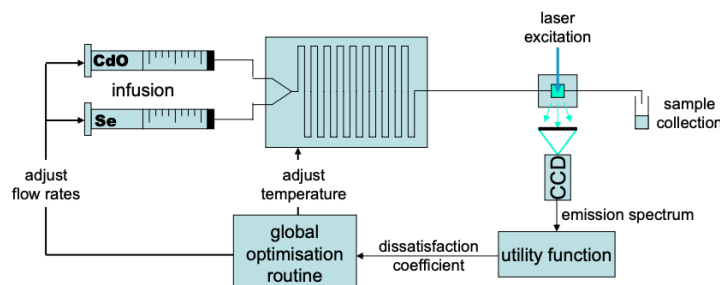 laser
excitation
CdO
infusion
Se
sample
collection
adjust
flow rates
adjust
temperature
CCD
emission spectrum
global
optimisation
routine
dissatisfaction
coefficient
utility function